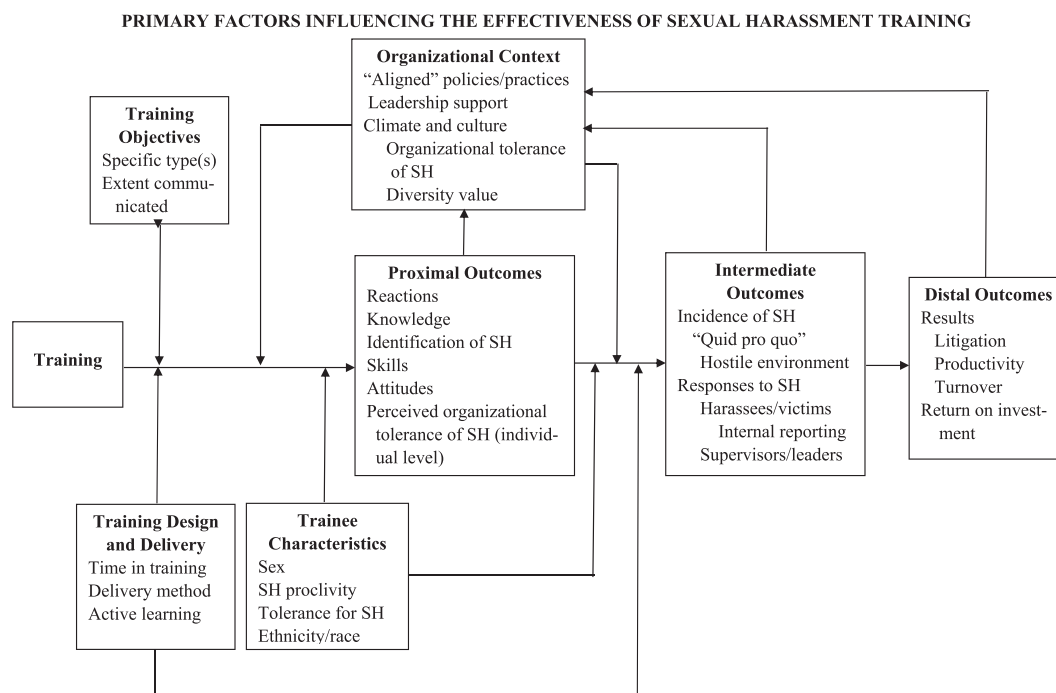 PRIMARY FACTORS INFLUENCING THE EFFECTIVENESS OF SEXUAL HARASSMENT TRAINING
Organizational Context
“Aligned” policies/practices
Leadership support
Climate and culture
Organizational tolerance
of SH
Diversity value
Training
Objectives
Specific type(s)
Extent commu-
nicated
Training
Proximal Outcomes
Reactions
Knowledge
Identification of SH
Skills
Attitudes
Perceived organizational
tolerance of SH (individ-
ual level)
Intermediate
Outcomes
Incidence of SH
“Quid pro quo”
Hostile environment
Responses to SH
Harassees/victims
Internal reporting
Supervisors/leaders
Distal Outcomes
Results
Litigation
Productivity
Turnover
Return on invest-
ment
Training Design
and Delivery
Time in training
Delivery method
Active learning
Trainee
Characteristics
Sex
SH proclivity
Tolerance for SH
Ethnicity/race